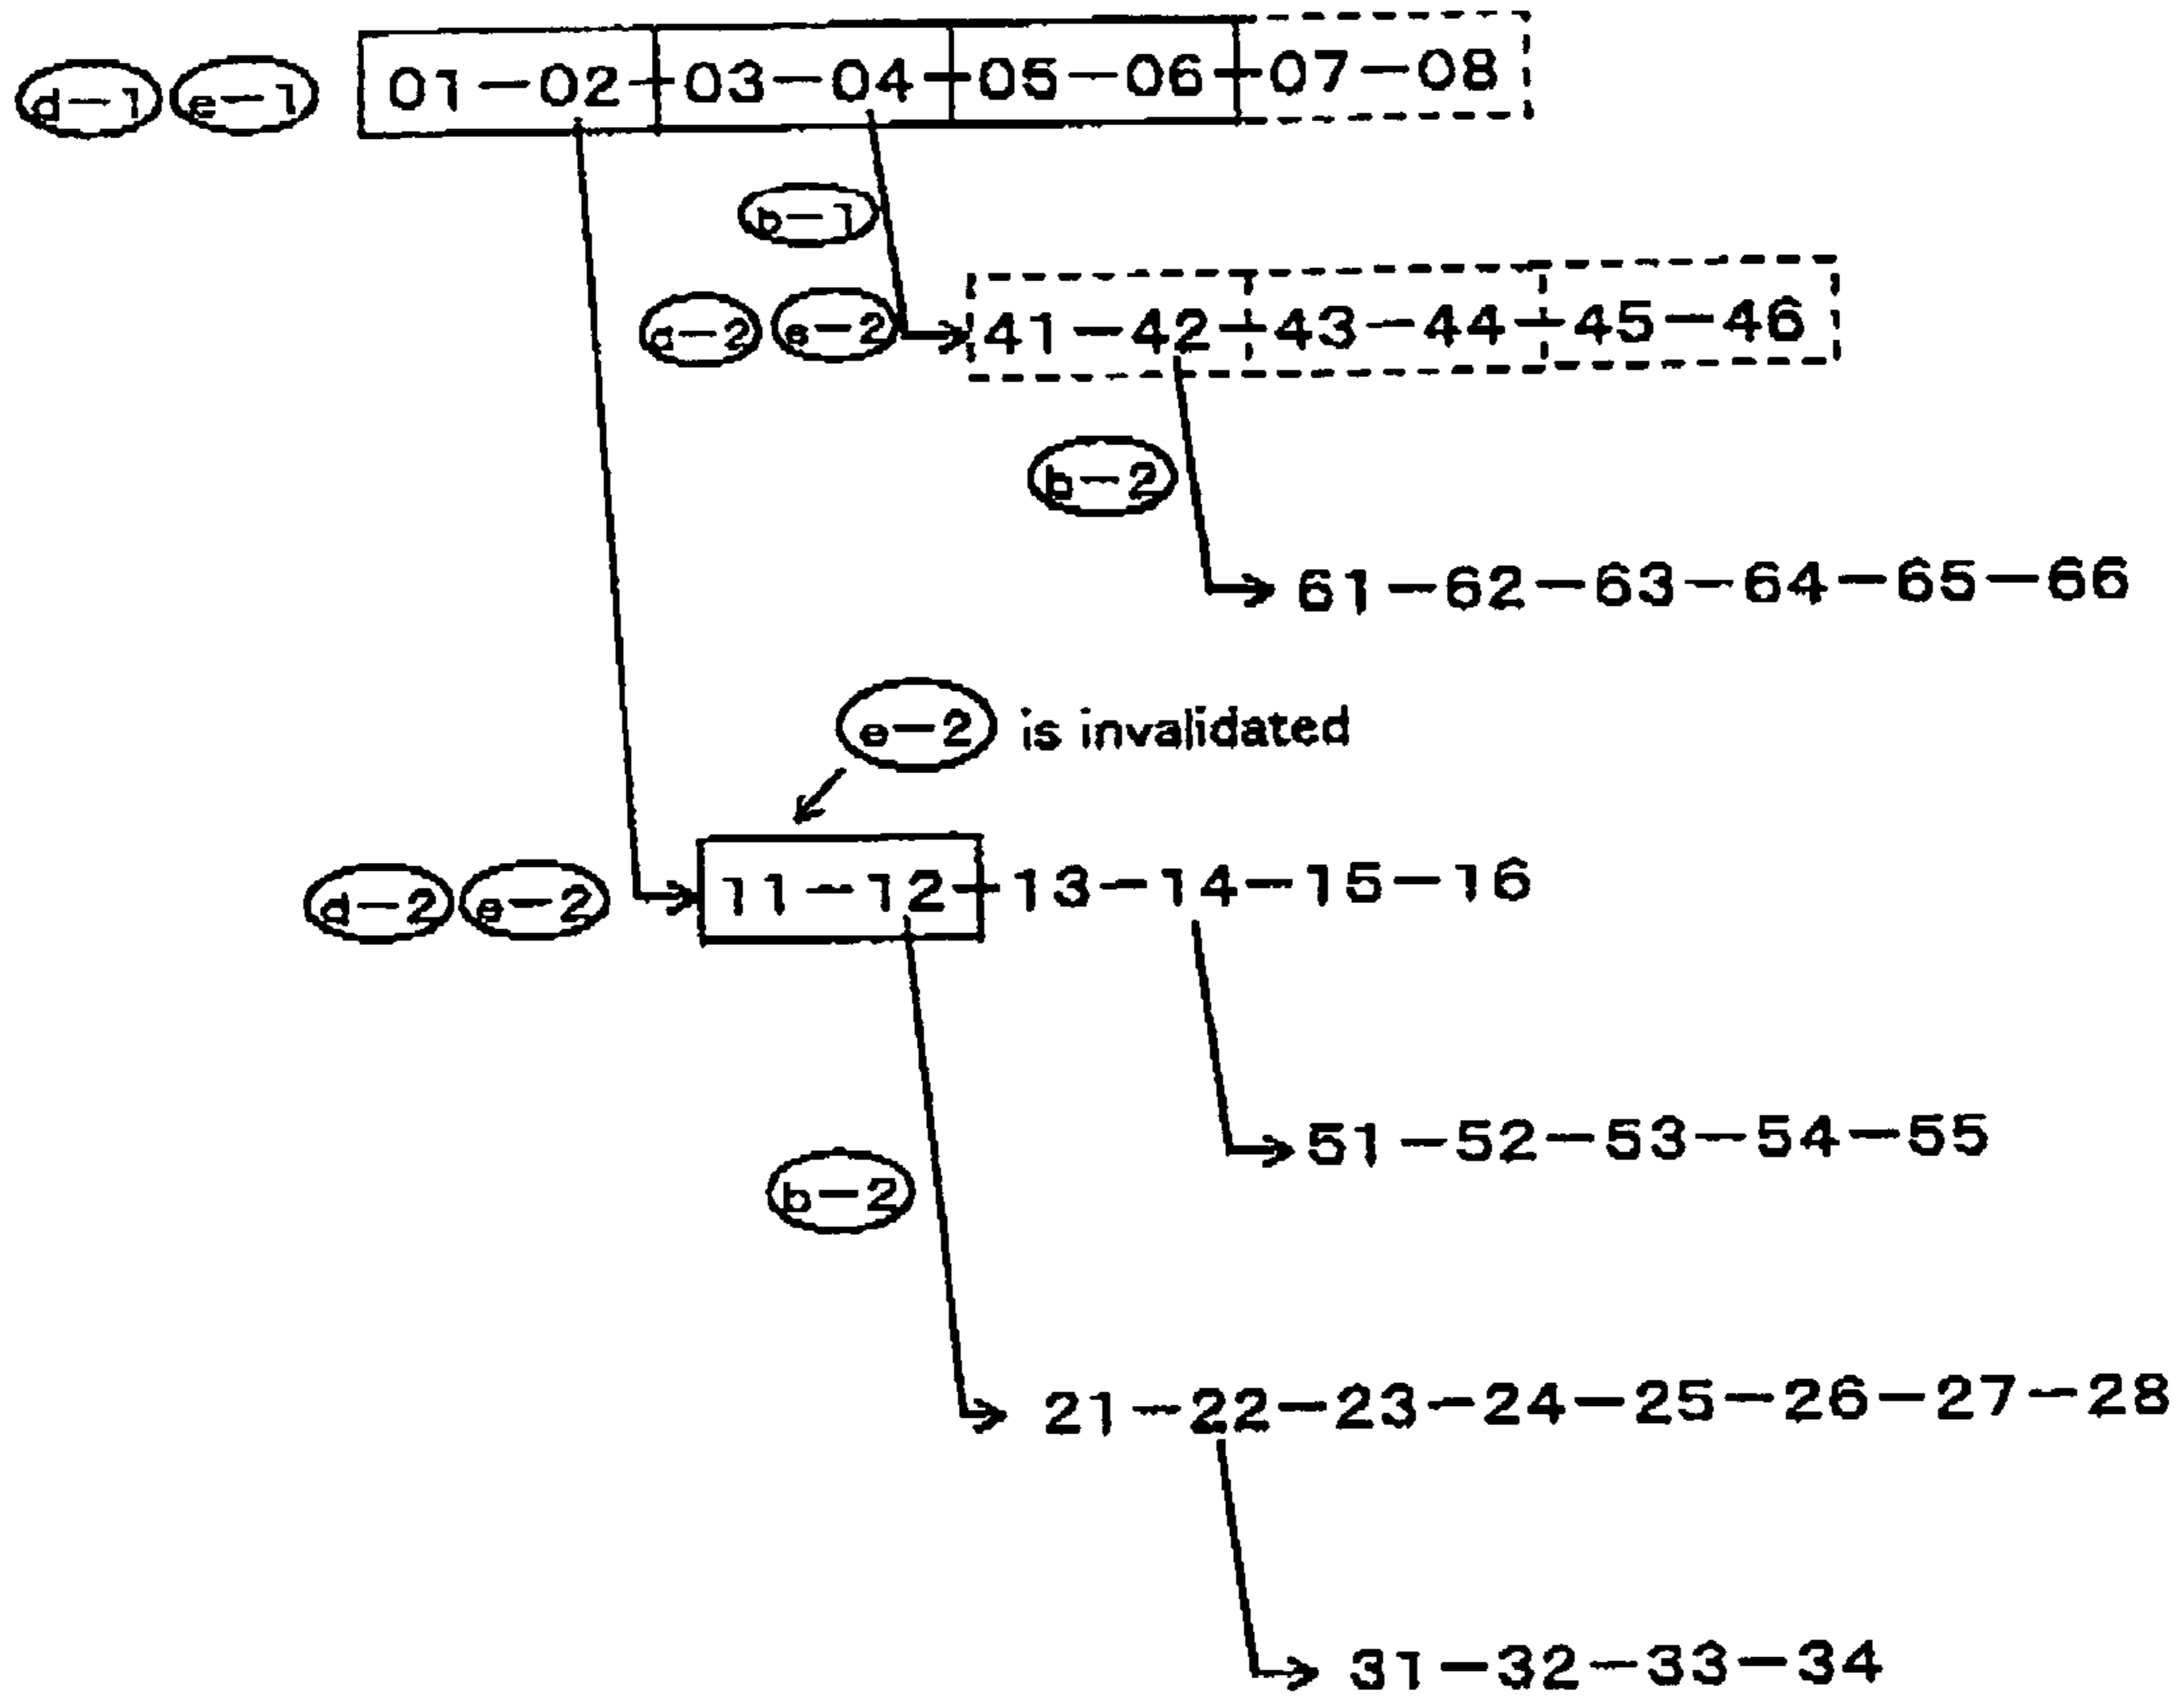 d-1 e-1 01-02-03-04-05-06-07-08
b-1
d-2 e-2 41-42-43-44-45-46
b-2
61-62-63-64-65-66
e-2 is invalidated
d-2 e-2 11-12-13-14-15-16
51-52-53-54-55
b-2
21-22-23-24-25-26-27-28
31-32-33-34